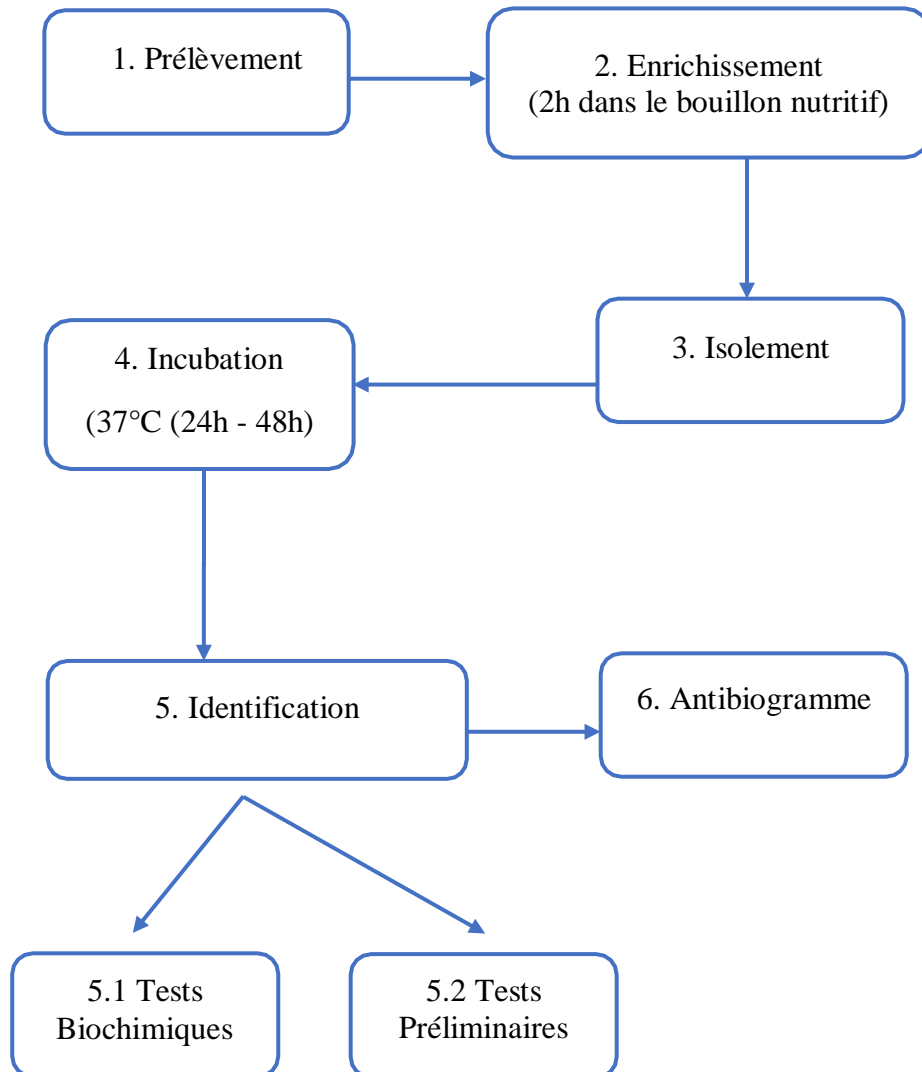 1. Prélèvement
2. Enrichissement
(2h dans le bouillon nutritif)
3. Isolement
4. Incubation
(37°C (24h - 48h)
5. Identification
6. Antibiogramme
5.1 Tests
Biochimiques
5.2 Tests
Préliminaires